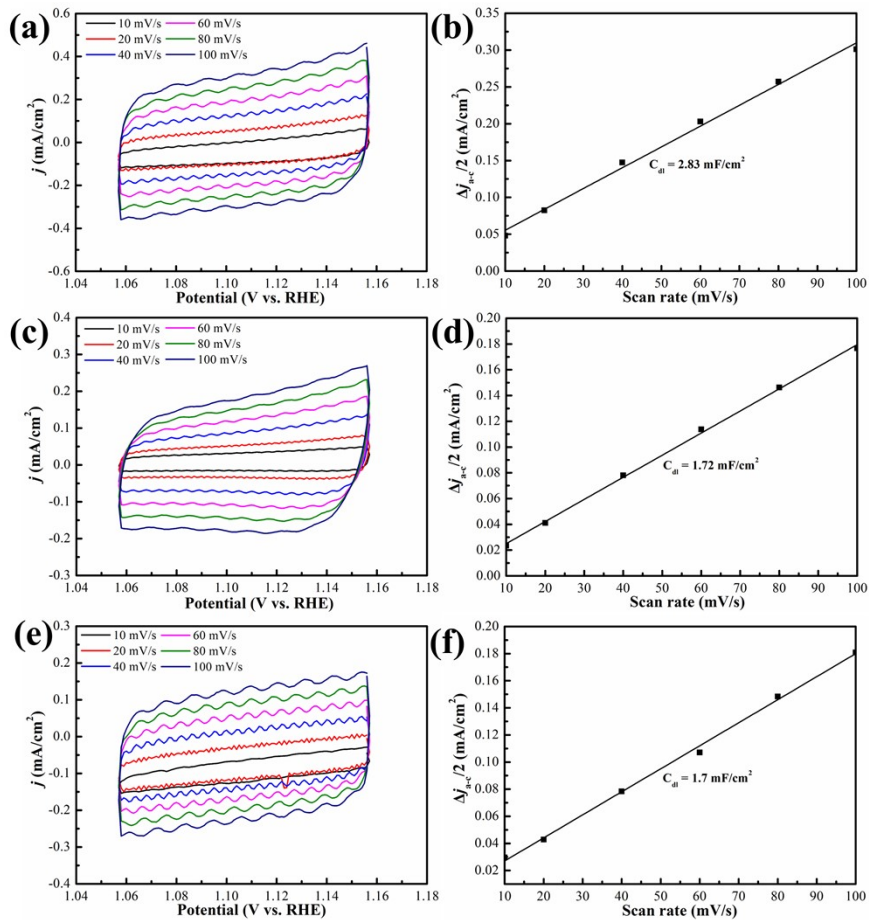 (a)
10 mV/s 60 mV/s
20 mV/s 80 mV/s
40 mV/s 100 mV/s
0.6
0.4
0.2
0.0
-0.2
-0.4
-0.6
j (mA/cm²)
1.04 1.06 1.08 1.10 1.12 1.14 1.16 1.18
Potential (V vs. RHE)
(b)
0.35
0.30
0.25
0.20
0.15
0.10
0.05
0.00
Δj_a-c/2 (mA/cm²)
C_dl = 2.83 mF/cm²
10 20 30 40 50 60 70 80 90 100
Scan rate (mV/s)
(c)
10 mV/s 60 mV/s
20 mV/s 80 mV/s
40 mV/s 100 mV/s
0.4
0.3
0.2
0.1
0.0
-0.1
-0.2
-0.3
j (mA/cm²)
1.04 1.06 1.08 1.10 1.12 1.14 1.16 1.18
Potential (V vs. RHE)
(d)
0.20
0.18
0.16
0.14
0.12
0.10
0.08
0.06
0.04
0.02
0.00
Δj_a-c/2 (mA/cm²)
C_dl = 1.72 mF/cm²
10 20 30 40 50 60 70 80 90 100
Scan rate (mV/s)
(e)
10 mV/s 60 mV/s
20 mV/s 80 mV/s
40 mV/s 100 mV/s
0.3
0.2
0.1
0.0
-0.1
-0.2
-0.3
-0.4
j (mA/cm²)
1.04 1.06 1.08 1.10 1.12 1.14 1.16 1.18
Potential (V vs. RHE)
(f)
0.20
0.18
0.16
0.14
0.12
0.10
0.08
0.06
0.04
0.02
Δj_a-c/2 (mA/cm²)
C_dl = 1.7 mF/cm²
10 20 30 40 50 60 70 80 90 100
Scan rate (mV/s)